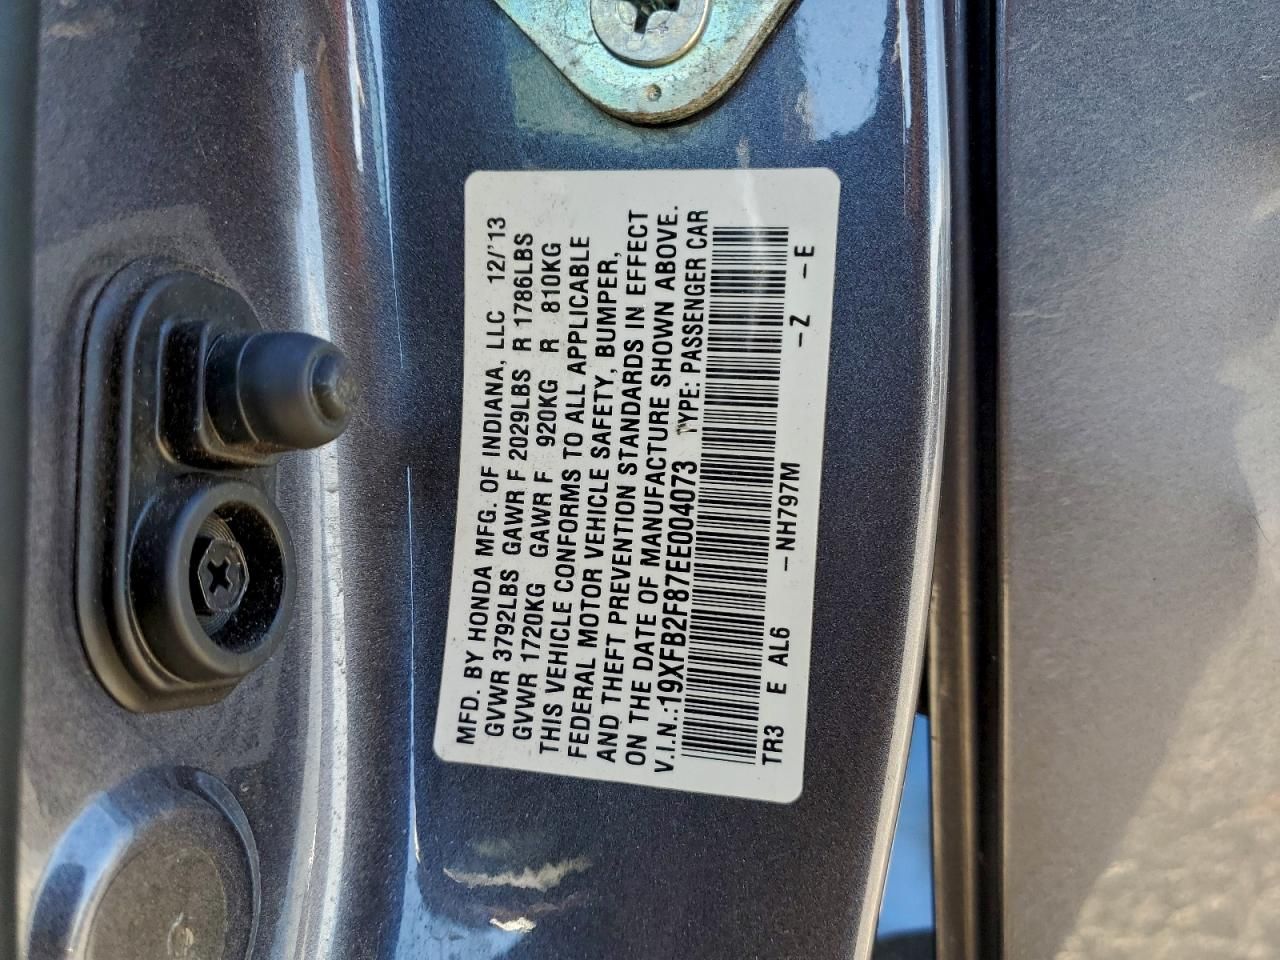 MFD. BY HONDA MFG. OF INDIANA, LLC 12/'13
GVWR 3792LBS GAWR F 2029LBS R 1786LBS
GVWR 1720KG GAWR F 920KG R 810KG
THIS VEHICLE CONFORMS TO ALL APPLICABLE
FEDERAL MOTOR VEHICLE SAFETY, BUMPER,
AND THEFT PREVENTION STANDARDS IN EFFECT
ON THE DATE OF MANUFACTURE SHOWN ABOVE.
V.I.N.:19XFB2F87EE004073 TYPE: PASSENGER CAR
TR3 E AL6 -NH797M -Z -E